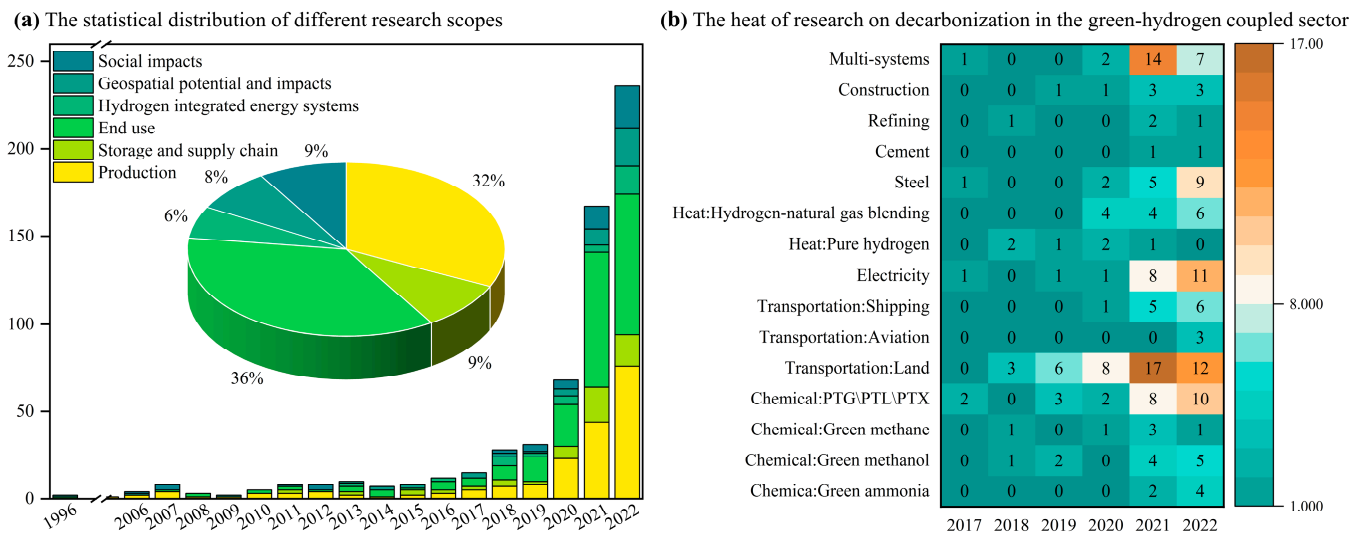 (a) The statistical distribution of different research scopes
250
200
150
100
50
0
Social impacts
Geospatial potential and impacts
Hydrogen integrated energy systems
End use
Storage and supply chain
Production
9%
8%
6%
32%
36%
9%
1996 2006 2007 2008 2009 2010 2011 2012 2013 2014 2015 2016 2017 2018 2019 2020 2021 2022
(b) The heat of research on decarbonization in the green-hydrogen coupled sector
Multi-systems 1 0 0 2 14 7
Construction 0 0 1 1 3 3
Refining 0 1 0 0 2 1
Cement 0 0 0 0 1 1
Steel 1 0 0 2 5 9
Heat:Hydrogen-natural gas blending 0 0 0 4 4 6
Heat:Pure hydrogen 0 2 1 2 1 0
Electricity 1 0 1 1 8 11
Transportation:Shipping 0 0 0 1 5 6
Transportation:Aviation 0 0 0 0 0 3
Transportation:Land 0 3 6 8 17 12
Chemical:PTG\PTL\PTX 2 0 3 2 8 10
Chemical:Green methane 0 1 0 1 3 1
Chemical:Green methanol 0 1 2 0 4 5
Chemica:Green ammonia 0 0 0 0 2 4
2017 2018 2019 2020 2021 2022
17.00
8.000
1.000